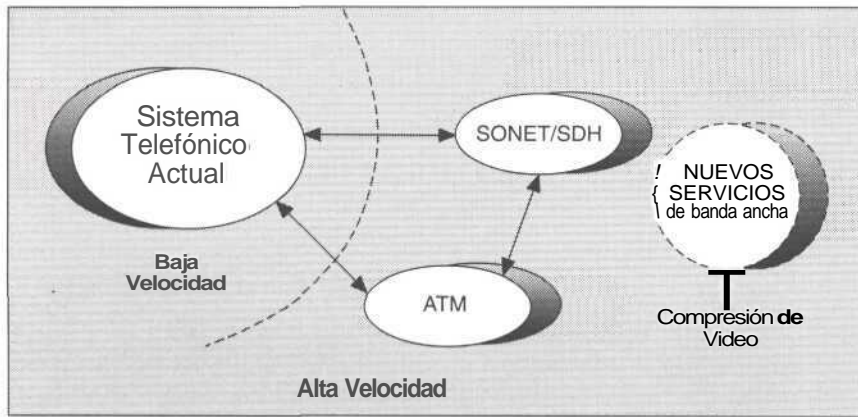 Sistema
Telefónico
Actual
SONET/SDH
NUEVOS
SERVICIOS
de banda ancha
Baja
Velocidad
ATM
Compresión de
Video
Alta Velocidad